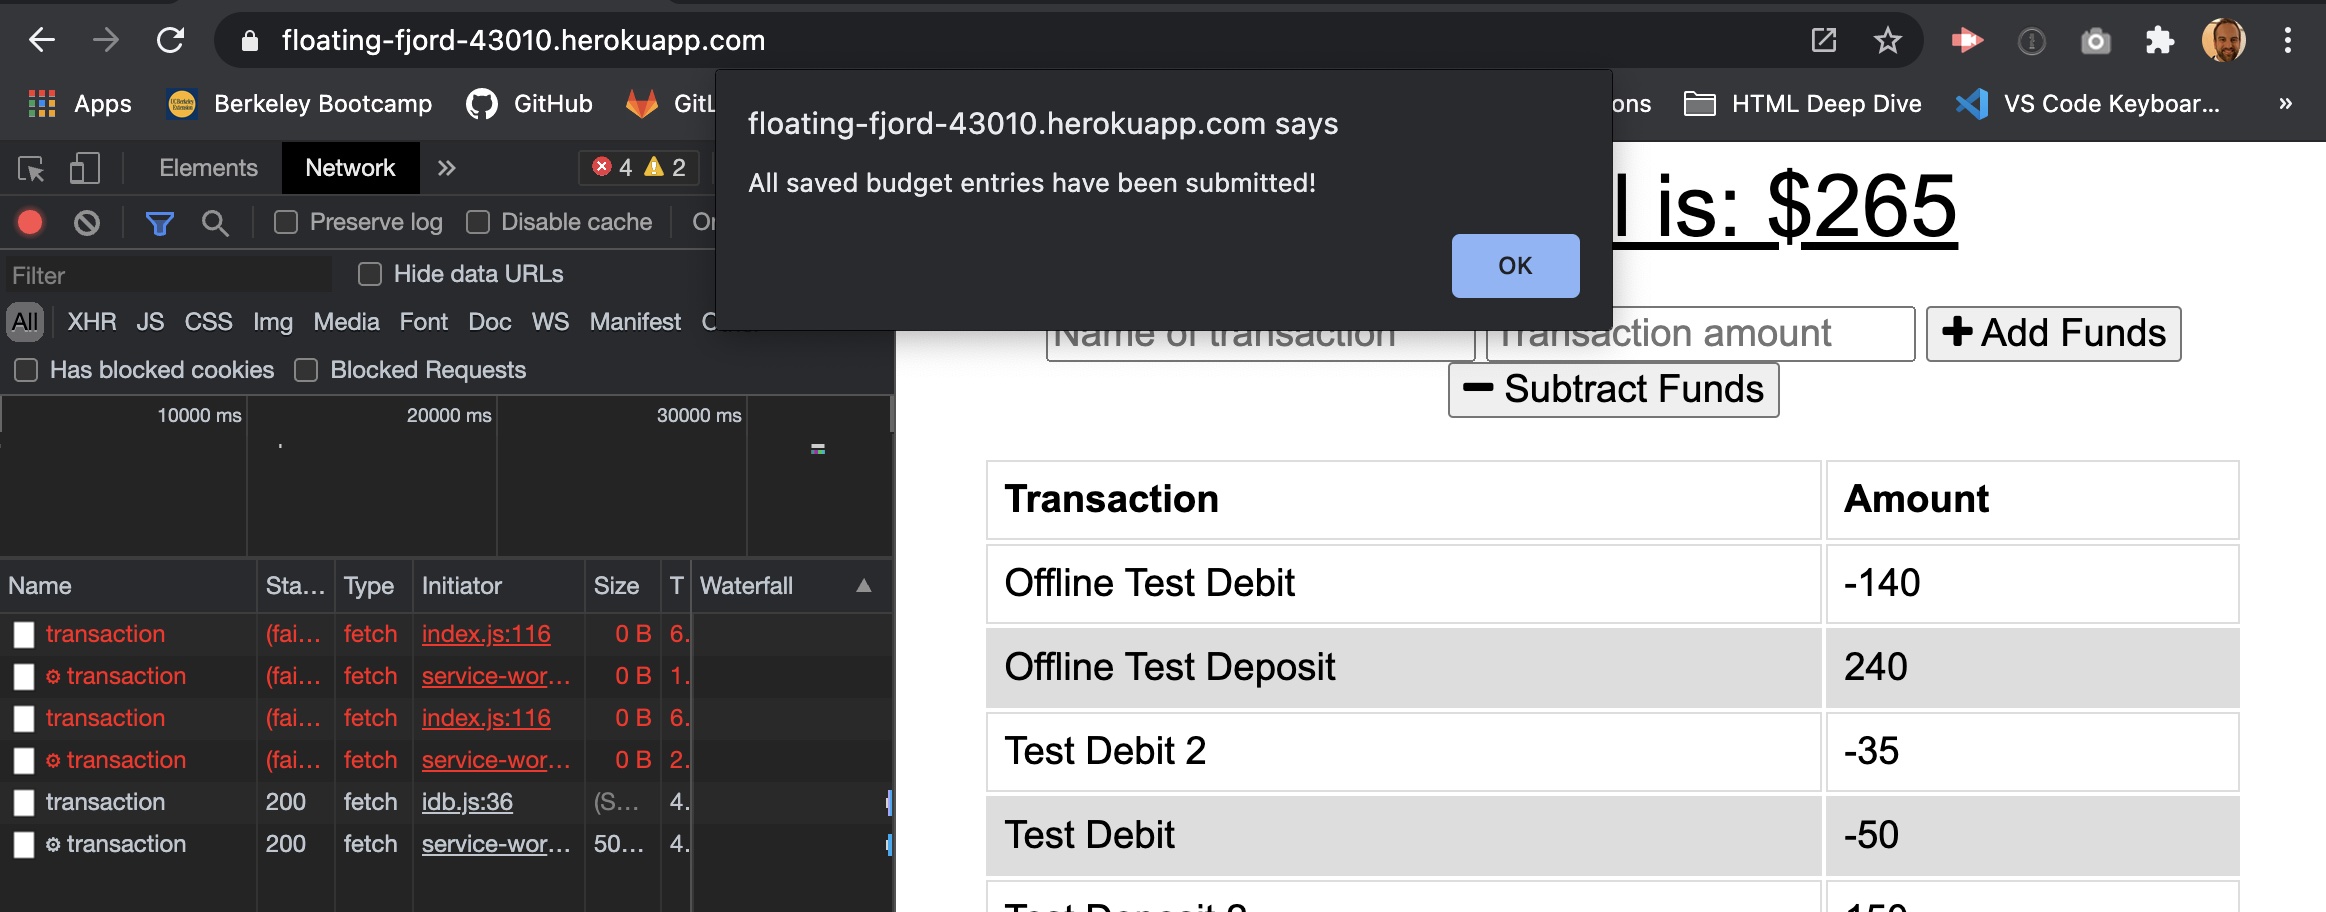 floating-fjord-43010.herokuapp.com
Apps Berkeley Bootcamp GitHub GitL ons HTML Deep Dive VS Code Keyboar... »
floating-fjord-43010.herokuapp.com says
All saved budget entries have been submitted!
OK
Elements Network » 4 2
Preserve log Disable cache
Filter Hide data URLs
All XHR JS CSS Img Media Font Doc WS Manifest
Has blocked cookies Blocked Requests
10000 ms 20000 ms 30000 ms
Name Sta... Type Initiator Size T Waterfall
transaction (fai... fetch index.js:116 0 B 6.
transaction (fai... fetch service-wor... 0 B 1.
transaction (fai... fetch index.js:116 0 B 6.
transaction (fai... fetch service-wor... 0 B 2.
transaction 200 fetch idb.js:36 (S... 4.
transaction 200 fetch service-wor... 50... 4.
l is: $265
Name of transaction Transaction amount + Add Funds
− Subtract Funds
Transaction Amount
Offline Test Debit -140
Offline Test Deposit 240
Test Debit 2 -35
Test Debit -50
Test Deposit 2 150